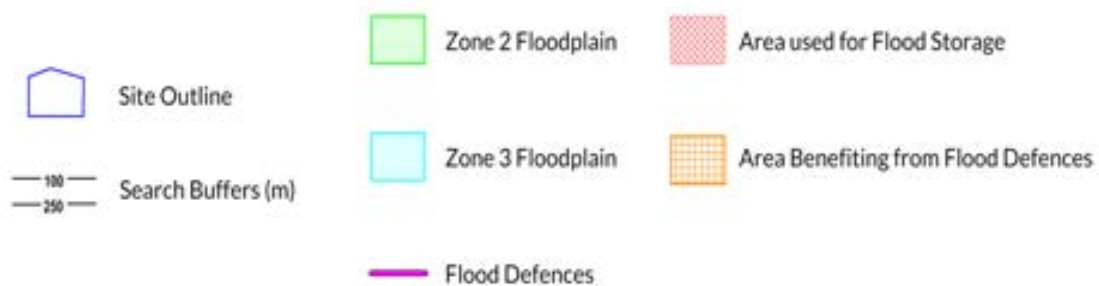 Zone 2 Floodplain
Area used for Flood Storage
Site Outline
Zone 3 Floodplain
Area Benefiting from Flood Defences
100
250
Search Buffers (m)
Flood Defences